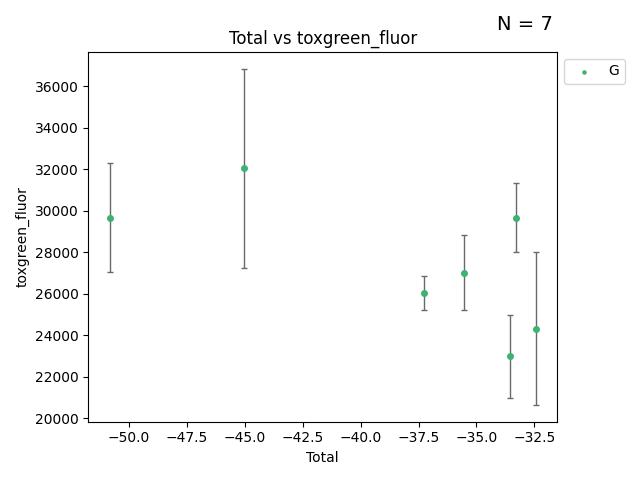 N = 7
Total vs toxgreen_fluor
G
36000
34000
32000
30000
28000
26000
24000
22000
20000
toxgreen_fluor
−50.0 −47.5 −45.0 −42.5 −40.0 −37.5 −35.0 −32.5
Total